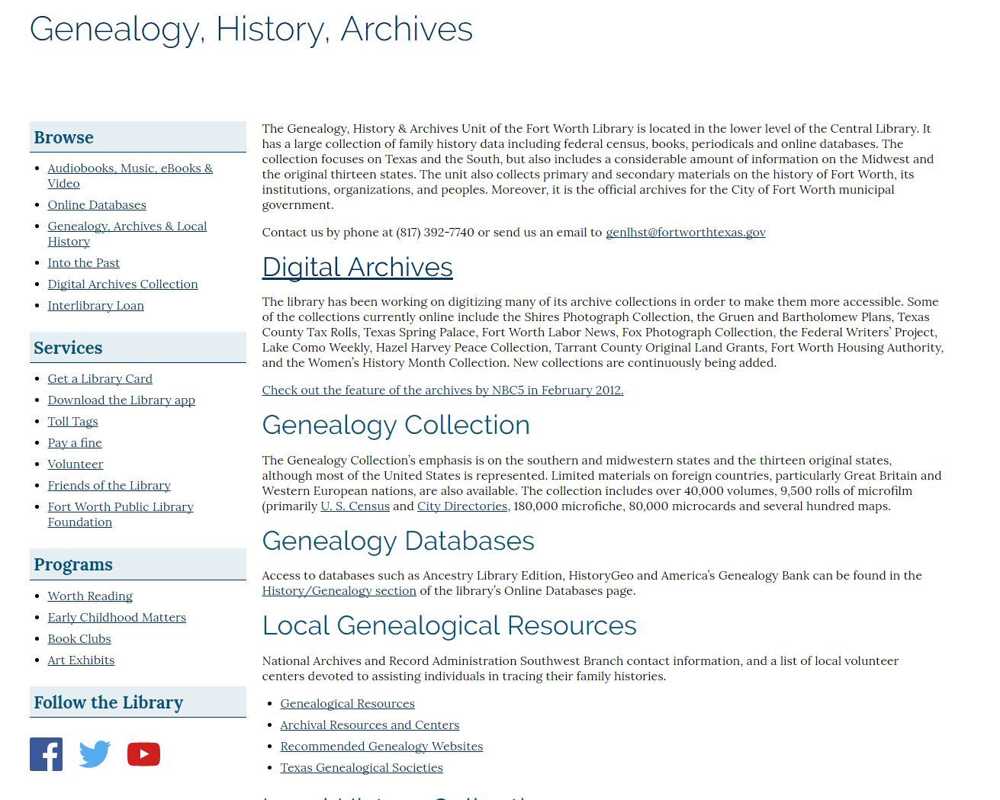 Genealogy, History, Archives
Browse
Audiobooks, Music, eBooks &
Video
Online Databases
Genealogy, Archives & Local
History
Into the Past
Digital Archives Collection
Interlibrary Loan
Services
Get a Library Card
Download the Library app
Toll Tags
Pay a fine
Volunteer
Friends of the Library
Fort Worth Public Library
Foundation
Programs
Worth Reading
Early Childhood Matters
Book Clubs
Art Exhibits
Follow the Library
The Genealogy, History & Archives Unit of the Fort Worth Library is located in the lower level of the Central Library. It
has a large collection of family history data including federal census, books, periodicals and online databases. The
collection focuses on Texas and the South, but also includes a considerable amount of information on the Midwest and
the original thirteen states. The unit also collects primary and secondary materials on the history of Fort Worth, its
institutions, organizations, and peoples. Moreover, it is the official archives for the City of Fort Worth municipal
government.
Contact us by phone at (817) 392-7740 or send us an email to genlhst@fortworthtexas.gov
Digital Archives
The library has been working on digitizing many of its archive collections in order to make them more accessible. Some
of the collections currently online include the Shires Photograph Collection, the Gruen and Bartholomew Plans, Texas
County Tax Rolls, Texas Spring Palace, Fort Worth Labor News, Fox Photograph Collection, the Federal Writers’ Project,
Lake Como Weekly, Hazel Harvey Peace Collection, Tarrant County Original Land Grants, Fort Worth Housing Authority,
and the Women’s History Month Collection. New collections are continuously being added.
Check out the feature of the archives by NBC5 in February 2012.
Genealogy Collection
The Genealogy Collection’s emphasis is on the southern and midwestern states and the thirteen original states,
although most of the United States is represented. Limited materials on foreign countries, particularly Great Britain and
Western European nations, are also available. The collection includes over 40,000 volumes, 9,500 rolls of microfilm
(primarily U. S. Census and City Directories, 180,000 microfiche, 80,000 microcards and several hundred maps.
Genealogy Databases
Access to databases such as Ancestry Library Edition, HistoryGeo and America’s Genealogy Bank can be found in the
History/Genealogy section of the library’s Online Databases page.
Local Genealogical Resources
National Archives and Record Administration Southwest Branch contact information, and a list of local volunteer
centers devoted to assisting individuals in tracing their family histories.
Genealogical Resources
Archival Resources and Centers
Recommended Genealogy Websites
Texas Genealogical Societies